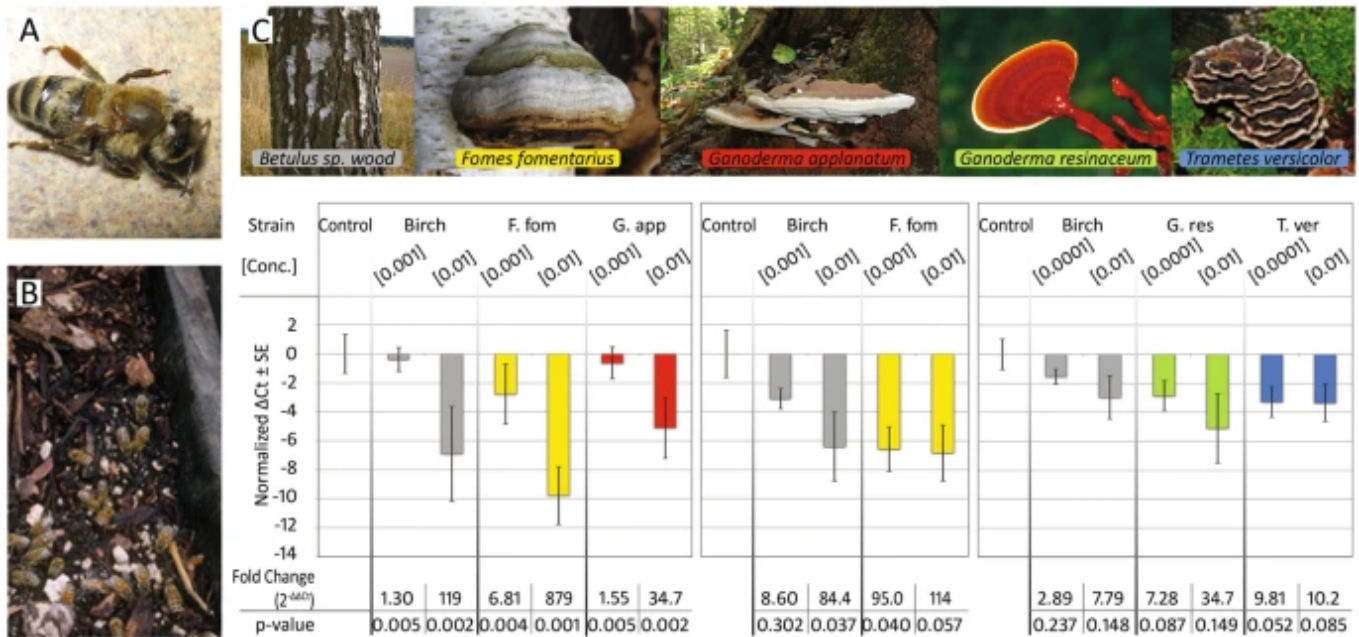 A
C
Betulus sp. wood
Fomes fomentarius
Ganoderma applanatum
Ganoderma resinaceum
Trametes versicolor
B
Strain Control Birch F. fom G. app Control Birch F. fom Control Birch G. res T. ver
[Conc.] [0.001] [0.01] [0.001] [0.01] [0.001] [0.01] [0.001] [0.01] [0.001] [0.01] [0.0001] [0.01] [0.0001] [0.01] [0.0001] [0.01]
Normalized ΔCt ± SE
2
0
-2
-4
-6
-8
-10
-12
-14
Fold Change
(2^-ΔΔCt) 1.30 119 6.81 879 1.55 34.7 8.60 84.4 95.0 114 2.89 7.79 7.28 34.7 9.81 10.2
p-value 0.005 0.002 0.004 0.001 0.005 0.002 0.302 0.037 0.040 0.057 0.237 0.148 0.087 0.149 0.052 0.085